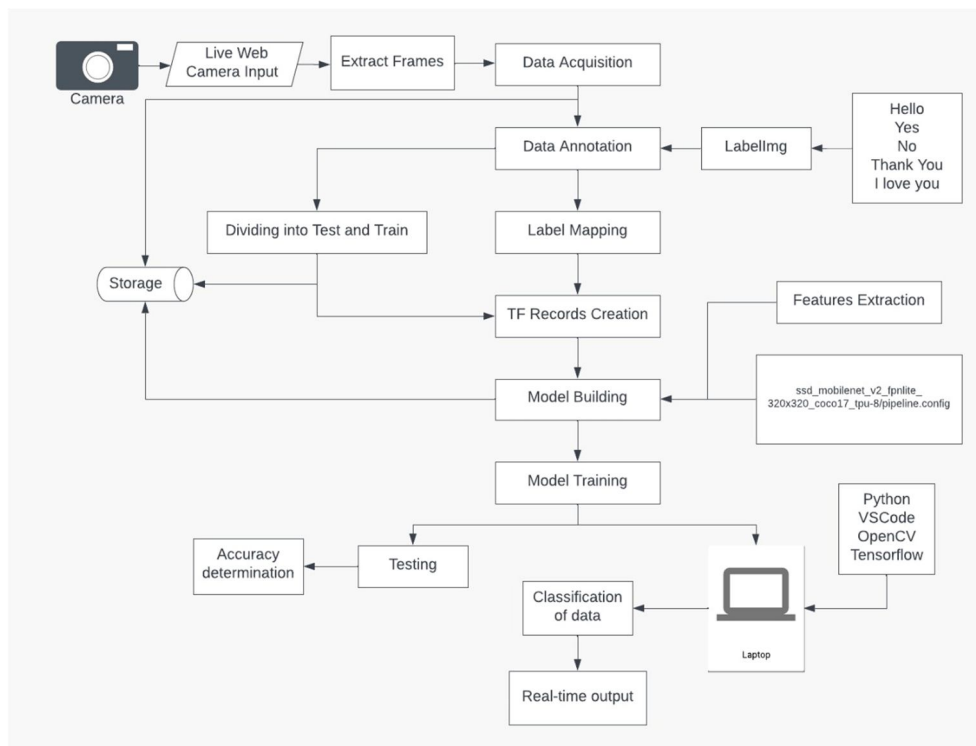 Live Web
Camera Input
Extract Frames
Data Acquisition
Camera
Hello
Yes
No
Thank You
I love you
LabelImg
Data Annotation
Dividing into Test and Train
Label Mapping
Storage
TF Records Creation
Features Extraction
Model Building
ssd_mobilenet_v2_fpnlite_
320x320_coco17_tpu-8/pipeline.config
Model Training
Python
VSCode
OpenCV
Tensorflow
Accuracy
determination
Testing
Classification
of data
Laptop
Real-time output